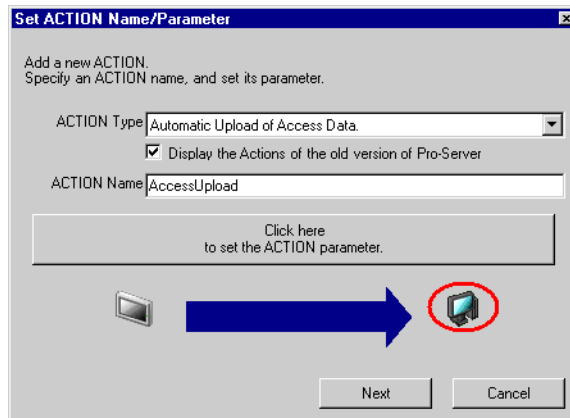 Set ACTION Name/Parameter
Add a new ACTION.
Specify an ACTION name, and set its parameter.
ACTION Type Automatic Upload of Access Data.
Display the Actions of the old version of Pro-Server
ACTION Name AccessUpload
Click here
to set the ACTION parameter.
Next Cancel